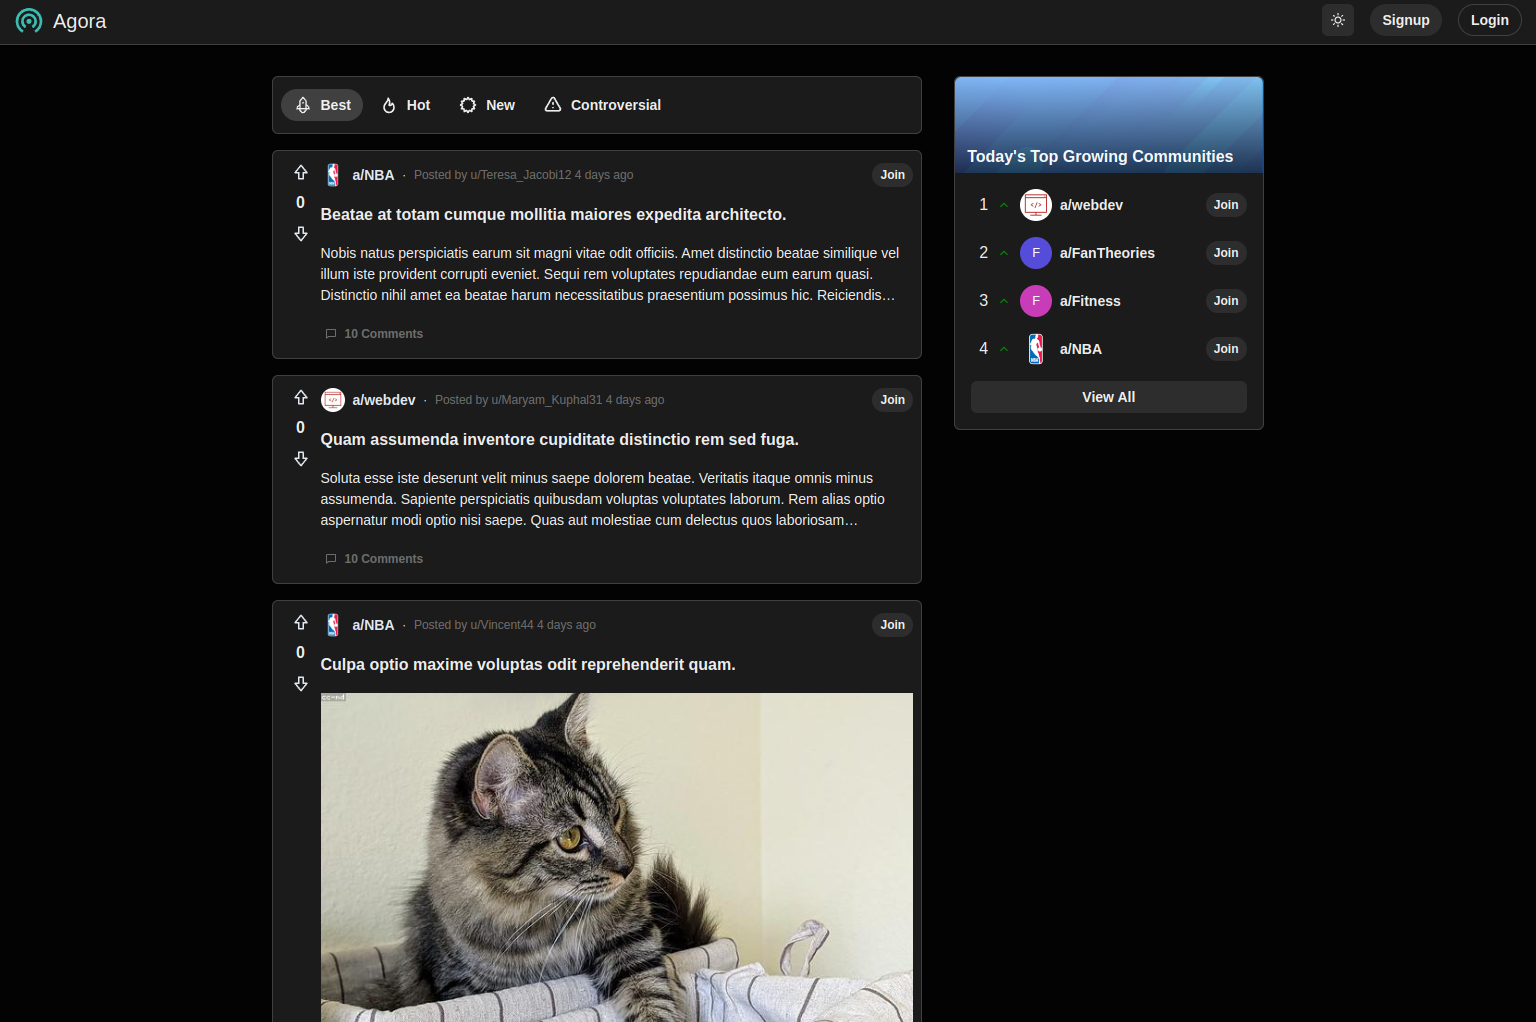 Agora
Signup
Login
Best
Hot
New
Controversial
a/NBA · Posted by u/Teresa_Jacobi12 4 days ago
Join
0
Beatae at totam cumque mollitia maiores expedita architecto.
Nobis natus perspiciatis earum sit magni vitae odit officiis. Amet distinctio beatae similique vel
illum iste provident corrupti eveniet. Sequi rem voluptates repudiandae eum earum quasi.
Distinctio nihil amet ea beatae harum necessitatibus praesentium possimus hic. Reiciendis…
10 Comments
a/webdev · Posted by u/Maryam_Kuphal31 4 days ago
Join
0
Quam assumenda inventore cupiditate distinctio rem sed fuga.
Soluta esse iste deserunt velit minus saepe dolorem beatae. Veritatis itaque omnis minus
assumenda. Sapiente perspiciatis quibusdam voluptas voluptates laborum. Rem alias optio
aspernatur modi optio nisi saepe. Quas aut molestiae cum delectus quos laboriosam…
10 Comments
a/NBA · Posted by u/Vincent44 4 days ago
Join
0
Culpa optio maxime voluptas odit reprehenderit quam.
cc-nd
Today's Top Growing Communities
1 a/webdev Join
2 F a/FanTheories Join
3 F a/Fitness Join
4 a/NBA Join
View All